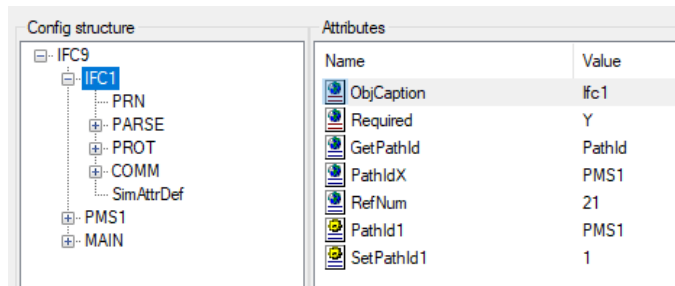 Config structure
IFC9
IFC1
PRN
PARSE
PROT
COMM
SimAttrDef
PMS1
MAIN
Attributes
Name Value
ObjCaption Ifc1
Required Y
GetPathId PathId
PathIdX PMS1
RefNum 21
PathId1 PMS1
SetPathId1 1